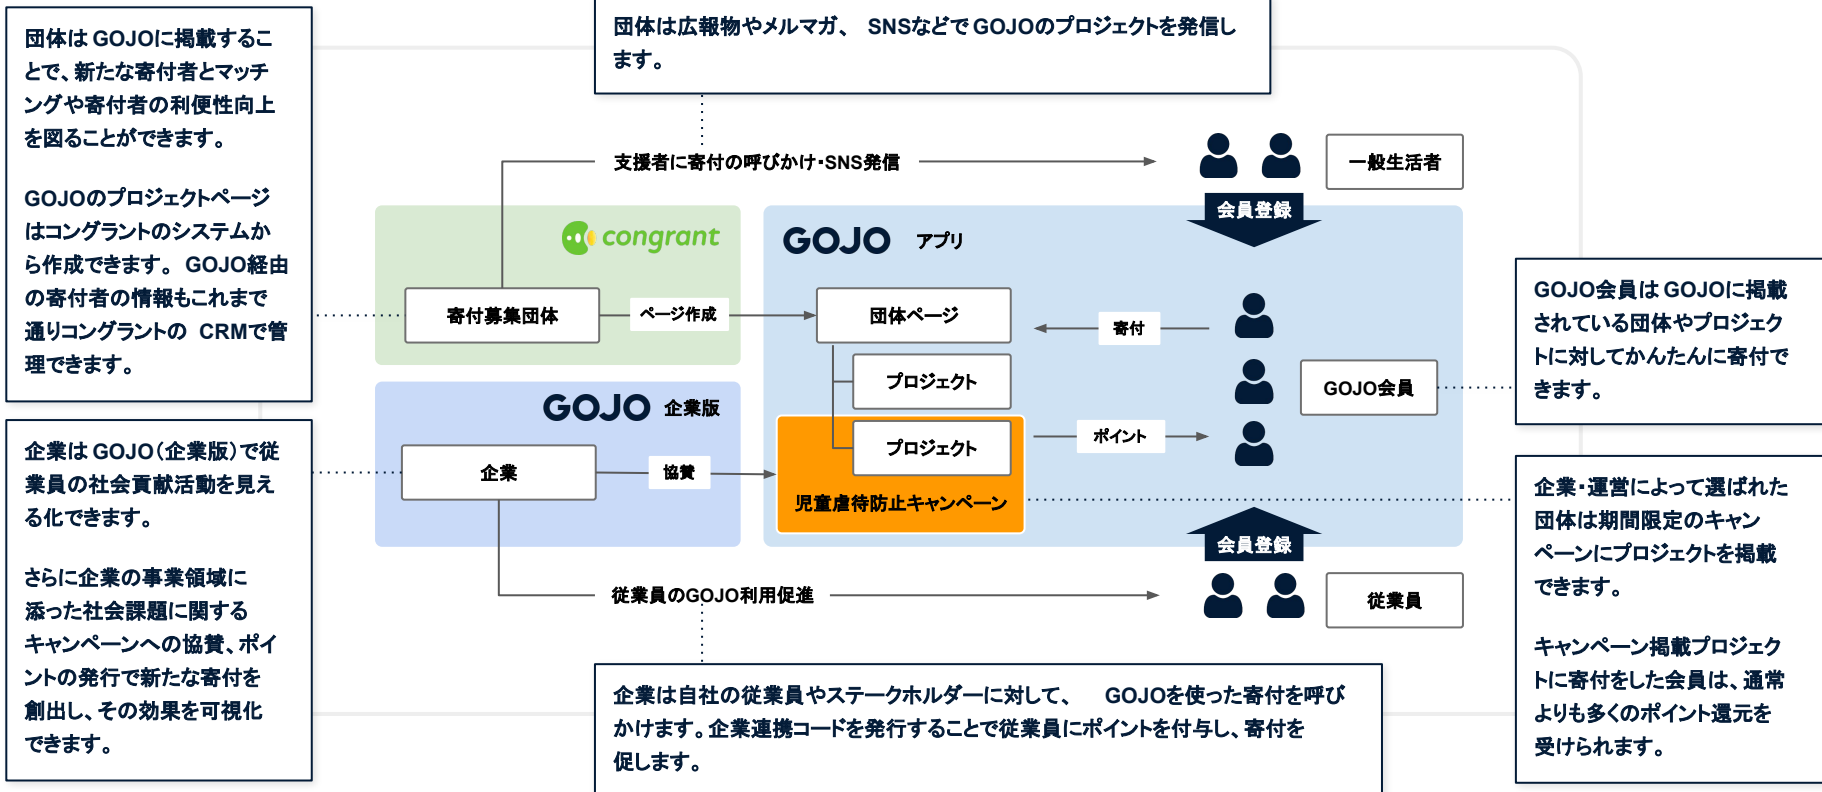 団体は広報物やメルマガ、 SNSなどでGOJOのプロジェクトを発信し
ます。
団体は GOJOに掲載するこ
とで、新たな寄付者とマッチ
ングや寄付者の利便性向上
を図ることができます。
GOJOのプロジェクトページ
はコングラントのシステムか
ら作成できます。 GOJO経由
の寄付者の情報もこれまで
通りコングラントの CRMで管
理できます。
支援者に寄付の呼びかけ・SNS発信
一般生活者
会員登録
congrant
GOJO アプリ
寄付募集団体
ページ作成
団体ページ
寄付
プロジェクト
GOJO会員
GOJO会員は GOJOに掲載
されている団体やプロジェク
トに対してかんたんに寄付で
きます。
GOJO 企業版
企業
協賛
プロジェクト
ポイント
児童虐待防止キャンペーン
企業は GOJO(企業版)で従
業員の社会貢献活動を見え
る化できます。
さらに企業の事業領域に
添った社会課題に関する
キャンペーンへの協賛、ポイ
ントの発行で新たな寄付を
創出し、その効果を可視化
できます。
会員登録
従業員のGOJO利用促進
従業員
企業・運営によって選ばれた
団体は期間限定のキャン
ペーンにプロジェクトを掲載
できます。
キャンペーン掲載プロジェク
トに寄付をした会員は、通常
よりも多くのポイント還元を
受けられます。
企業は自社の従業員やステークホルダーに対して、 GOJOを使った寄付を呼び
かけます。企業連携コードを発行することで従業員にポイントを付与し、寄付を
促します。